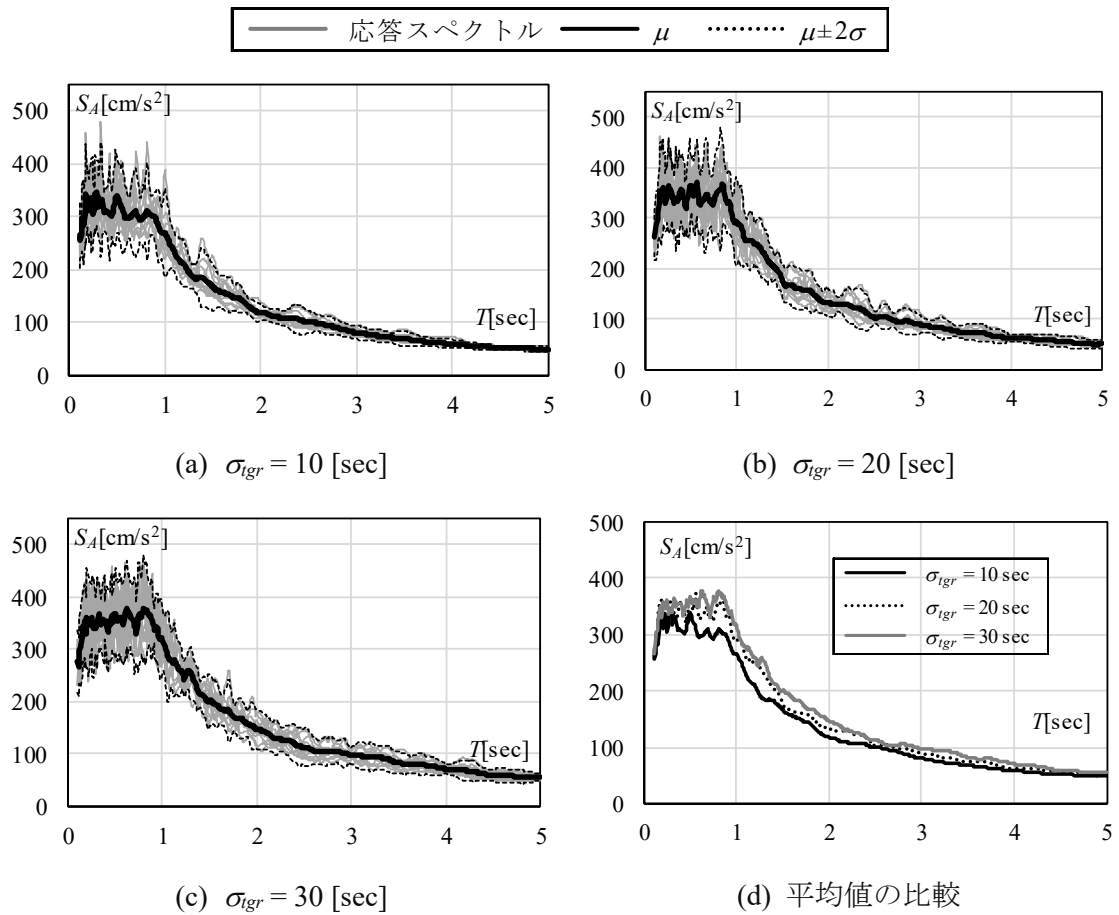 応答スペクトル μ μ±2σ
S_A[cm/s²]
500
400
300
200
100
0
T[sec]
0 1 2 3 4 5
(a) σ_tgr = 10 [sec]
S_A[cm/s²]
500
400
300
200
100
0
T[sec]
0 1 2 3 4 5
(b) σ_tgr = 20 [sec]
S_A[cm/s²]
500
400
300
200
100
0
T[sec]
0 1 2 3 4 5
(c) σ_tgr = 30 [sec]
500
S_A[cm/s²]
400
300
200
100
0
σ_tgr = 10 sec
σ_tgr = 20 sec
σ_tgr = 30 sec
T[sec]
0 1 2 3 4 5
(d) 平均値の比較